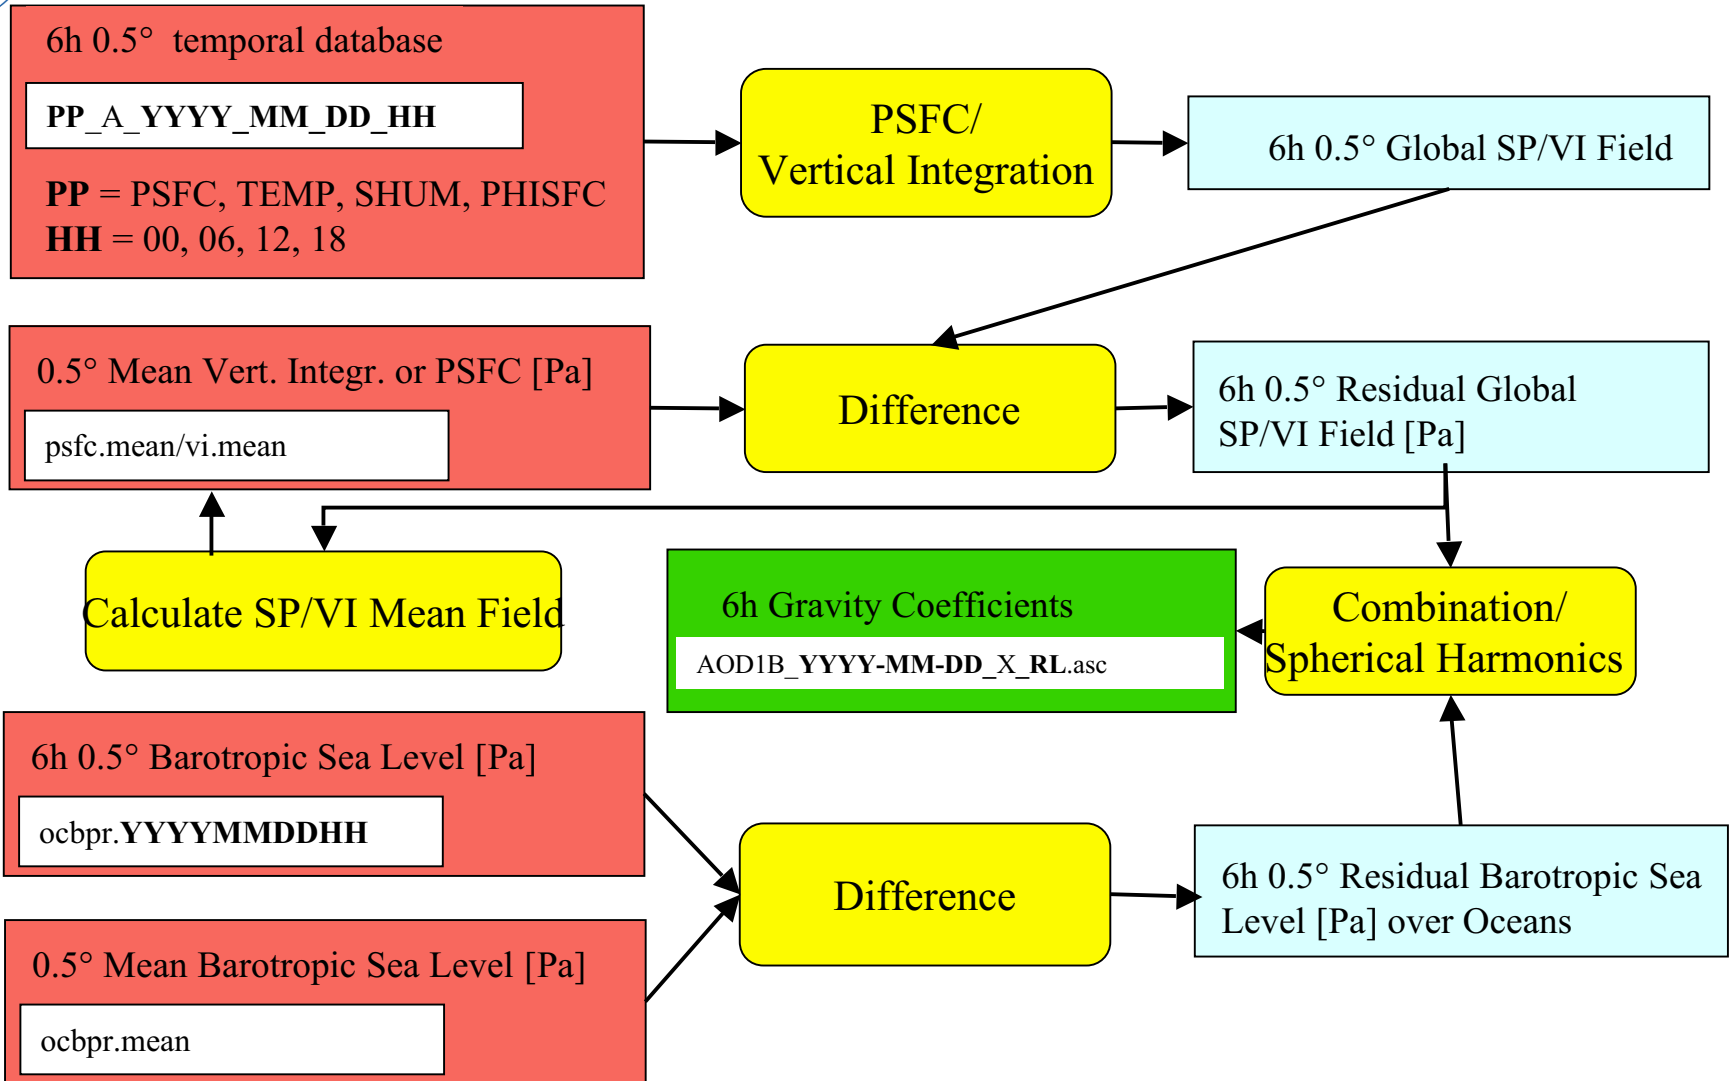 6h 0.5° temporal database
PP_A_YYYY_MM_DD_HH
PP = PSFC, TEMP, SHUM, PHISFC
HH = 00, 06, 12, 18
PSFC/
Vertical Integration
6h 0.5° Global SP/VI Field
0.5° Mean Vert. Integr. or PSFC [Pa]
psfc.mean/vi.mean
Difference
6h 0.5° Residual Global
SP/VI Field [Pa]
Calculate SP/VI Mean Field
6h Gravity Coefficients
AOD1B_YYYY-MM-DD_X_RL.asc
Combination/
Spherical Harmonics
6h 0.5° Barotropic Sea Level [Pa]
ocbpr.YYYYMMDDHH
Difference
6h 0.5° Residual Barotropic Sea
Level [Pa] over Oceans
0.5° Mean Barotropic Sea Level [Pa]
ocbpr.mean